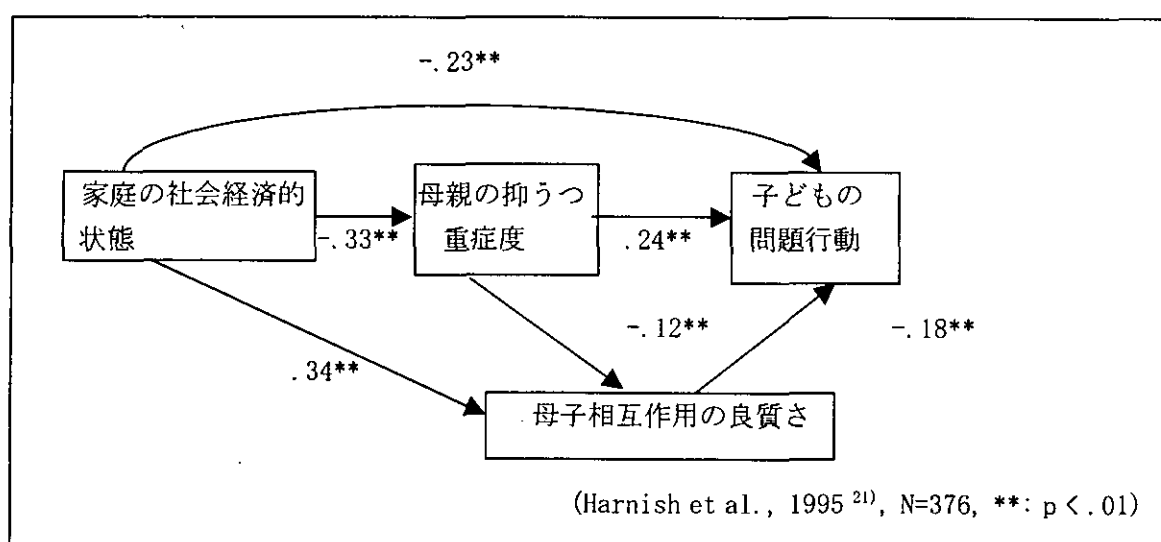 -.23**
家庭の社会経済的
状態
-.33**
母親の抑うつ
重症度
.24**
子どもの
問題行動
-.12**
-.18**
.34**
母子相互作用の良質さ
(Harnish et al., 1995 21), N=376, **: p < .01)